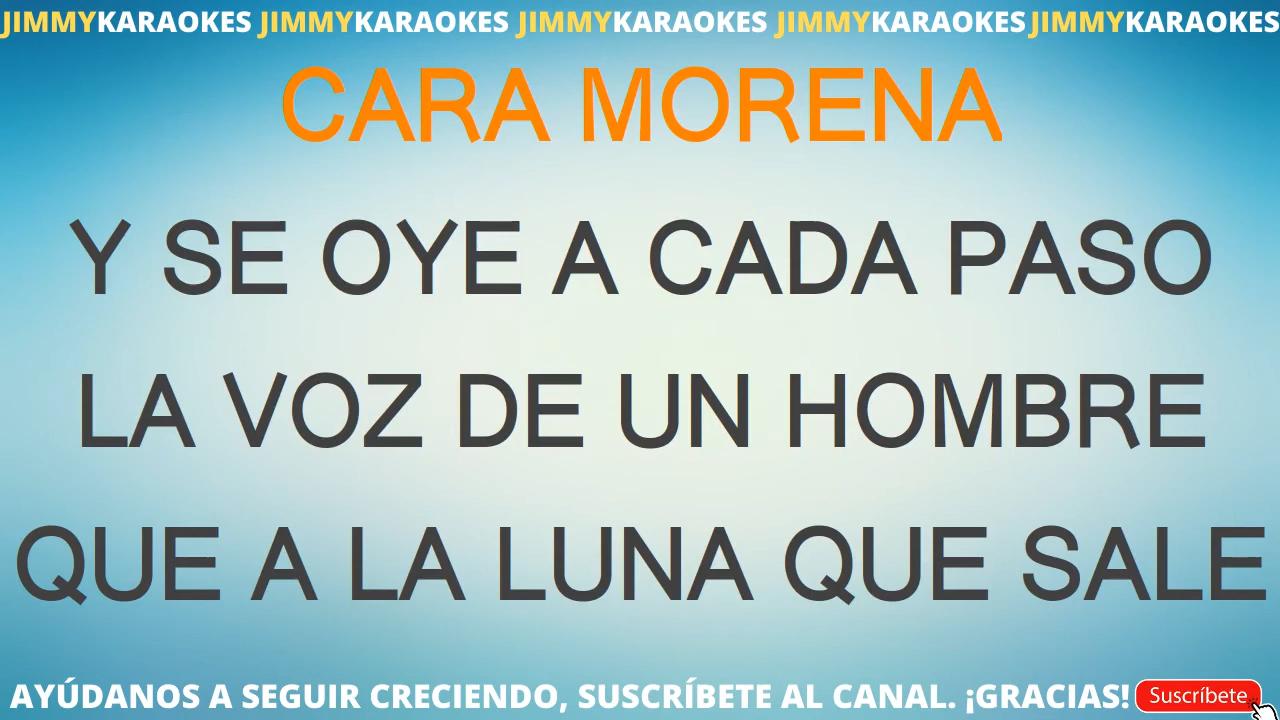 JIMMYKARAOKES JIMMYKARAOKES JIMMYKARAOKES JIMMYKARAOKES JIMMYKARAOKES
CARA MORENA
Y SE OYE A CADA PASO
LA VOZ DE UN HOMBRE
QUE A LA LUNA QUE SALE
AYÚDANOS A SEGUIR CRECIENDO, SUSCRÍBETE AL CANAL. ¡GRACIAS! Suscríbete